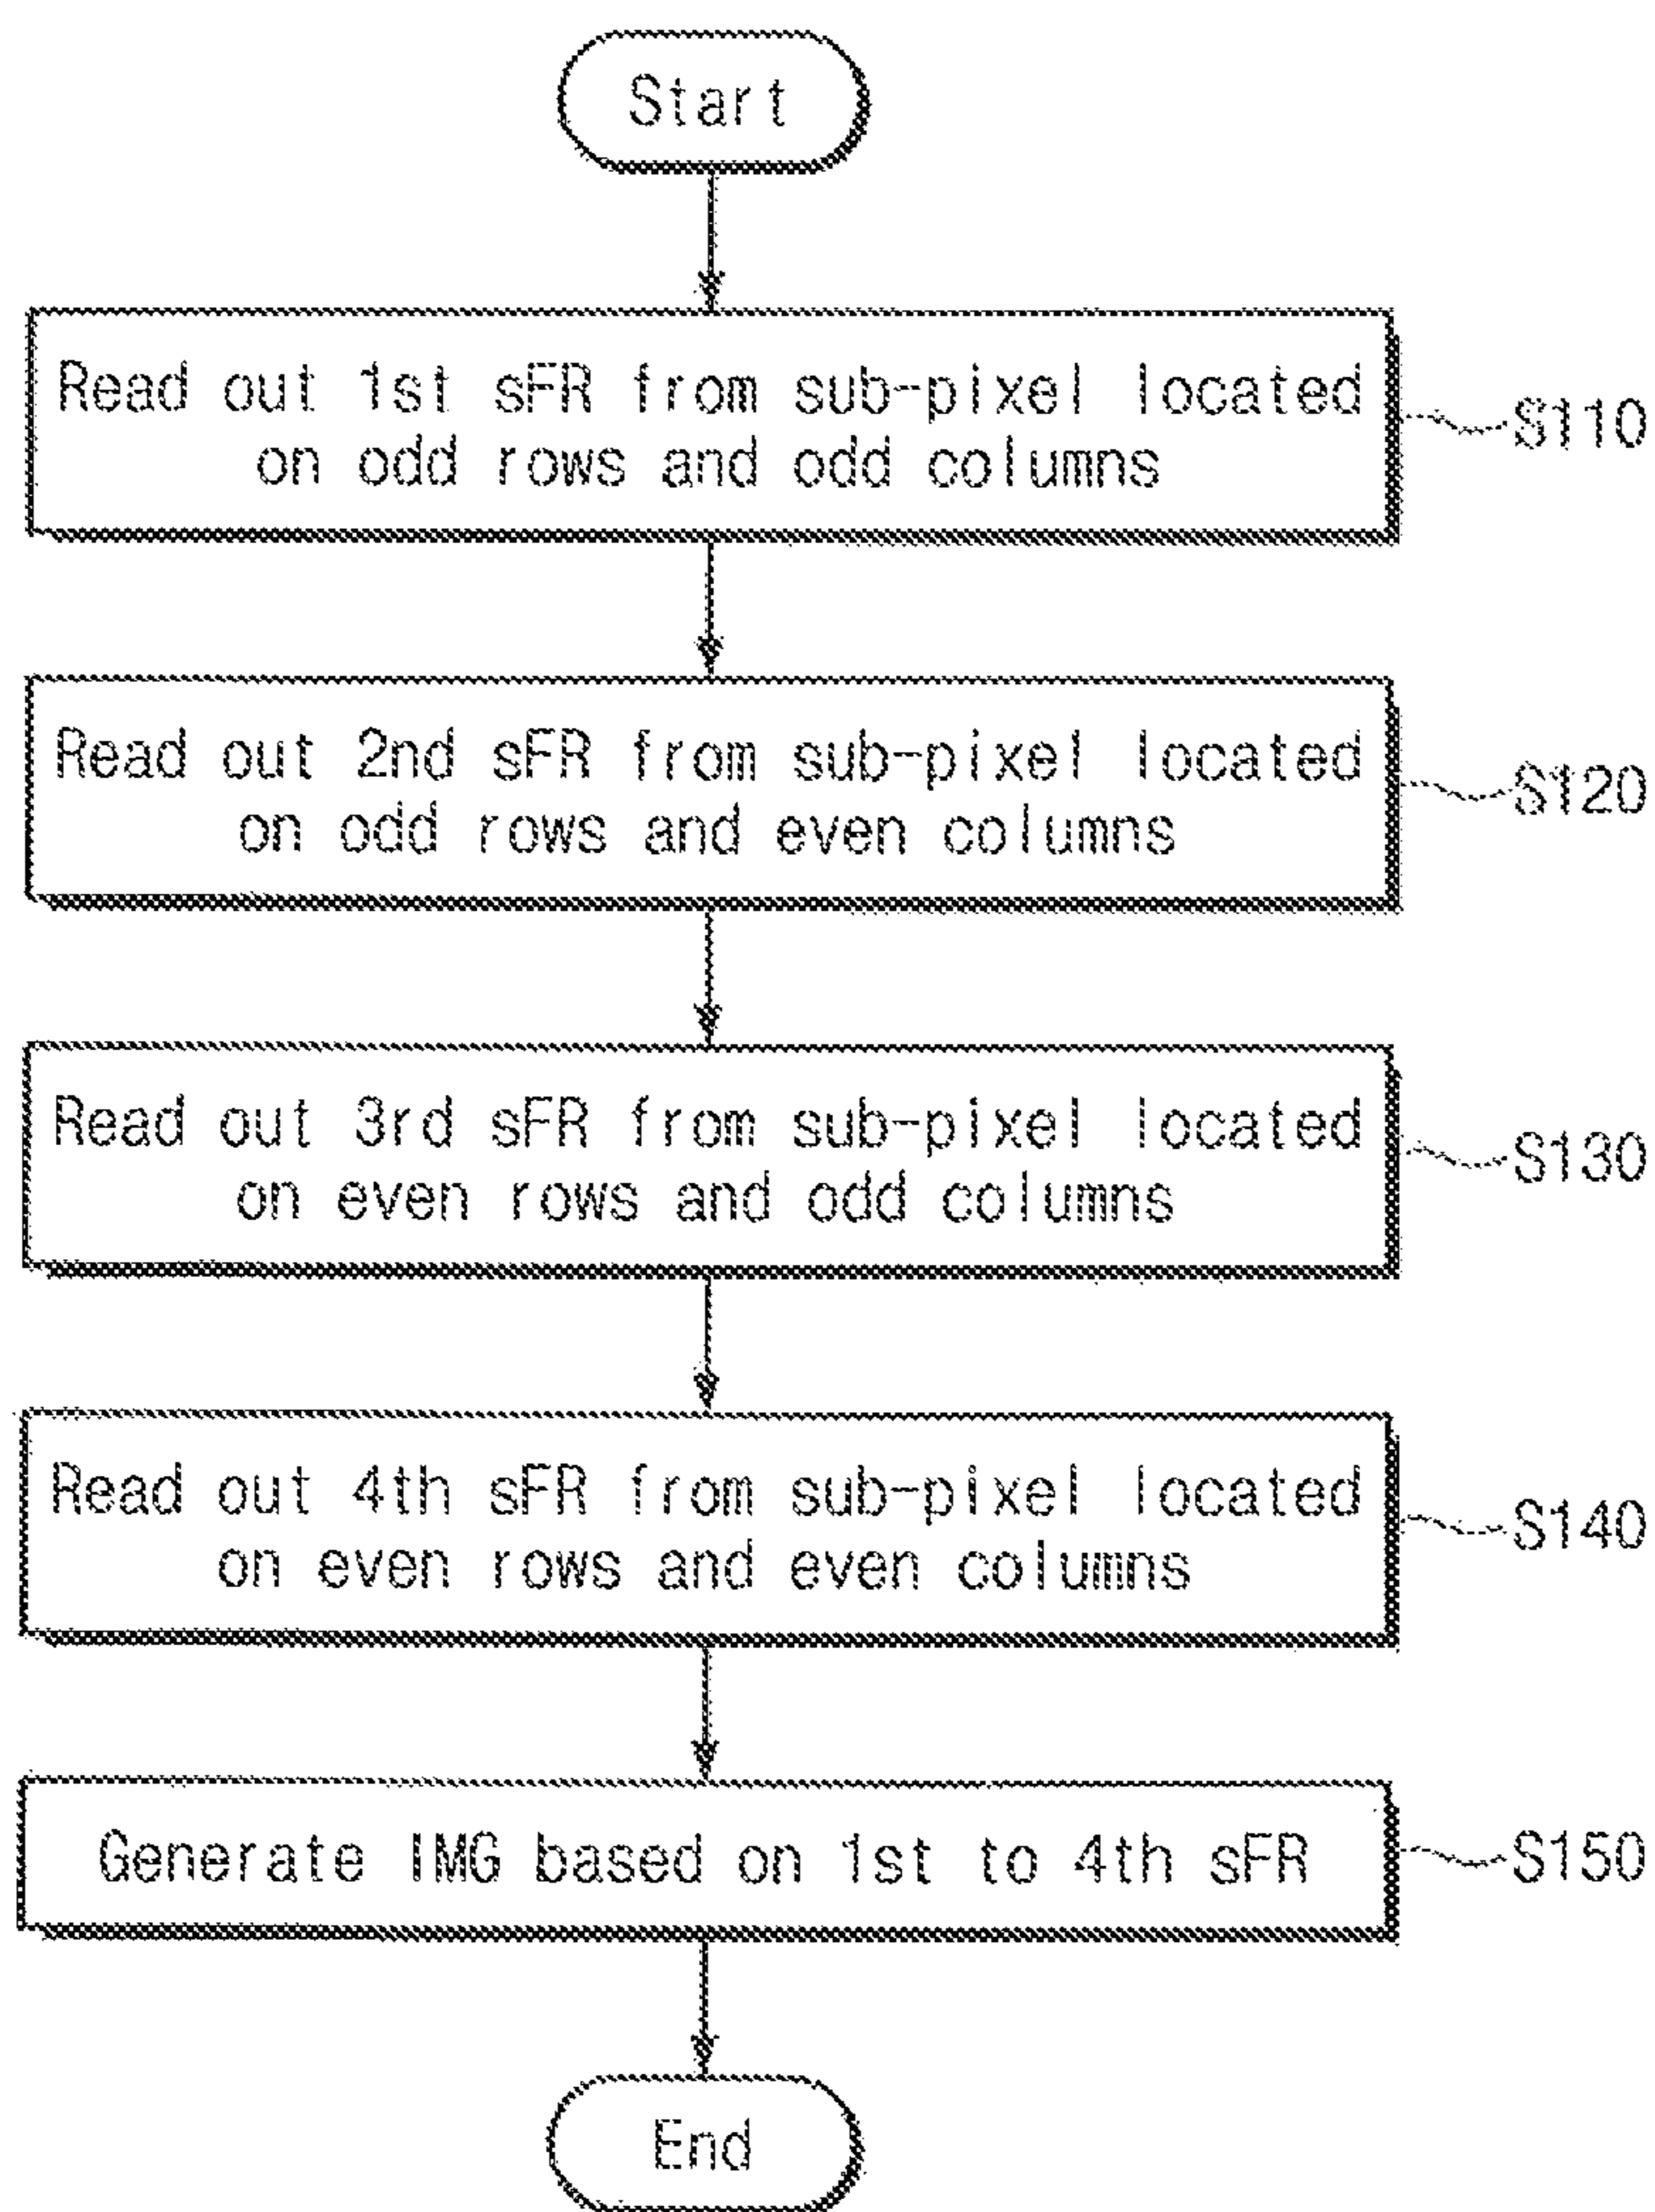 Start
Read out 1st sFR from sub-pixel located
on odd rows and odd columns
S110
Read out 2nd sFR from sub-pixel located
on odd rows and even columns
S120
Read out 3rd sFR from sub-pixel located
on even rows and odd columns
S130
Read out 4th sFR from sub-pixel located
on even rows and even columns
S140
Generate IMG based on 1st to 4th sFR
S150
End